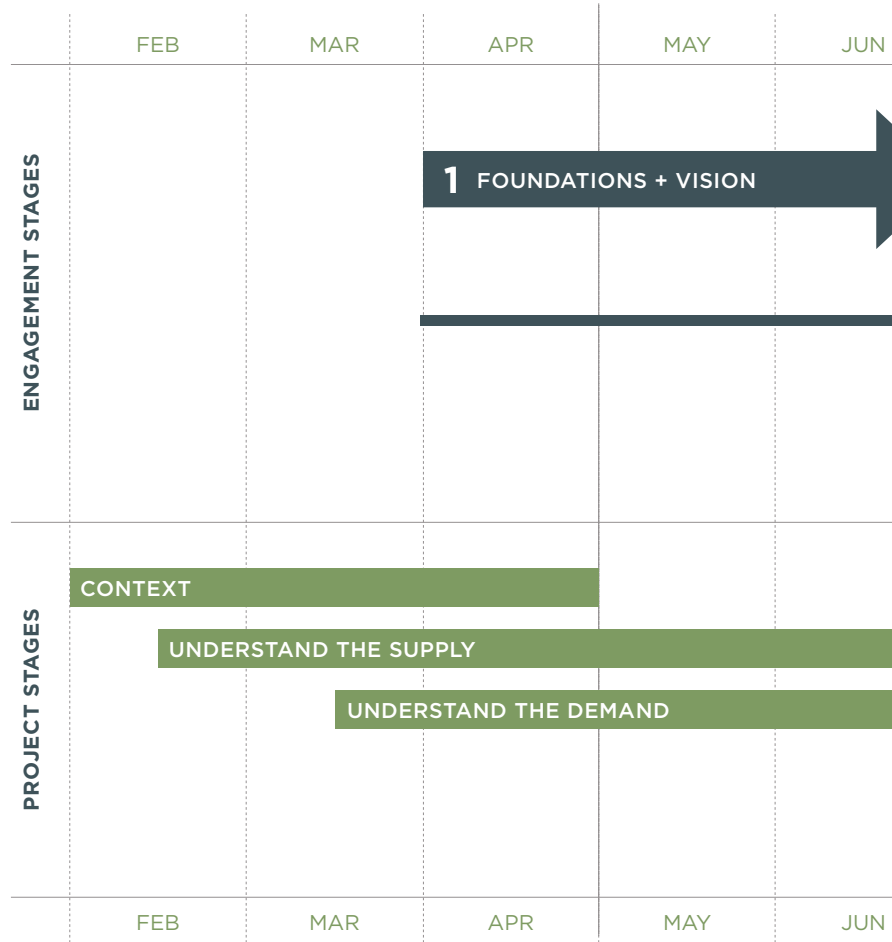 FEB MAR APR MAY JUN
ENGAGEMENT STAGES
1 FOUNDATIONS + VISION
PROJECT STAGES
CONTEXT
UNDERSTAND THE SUPPLY
UNDERSTAND THE DEMAND
FEB MAR APR MAY JUN